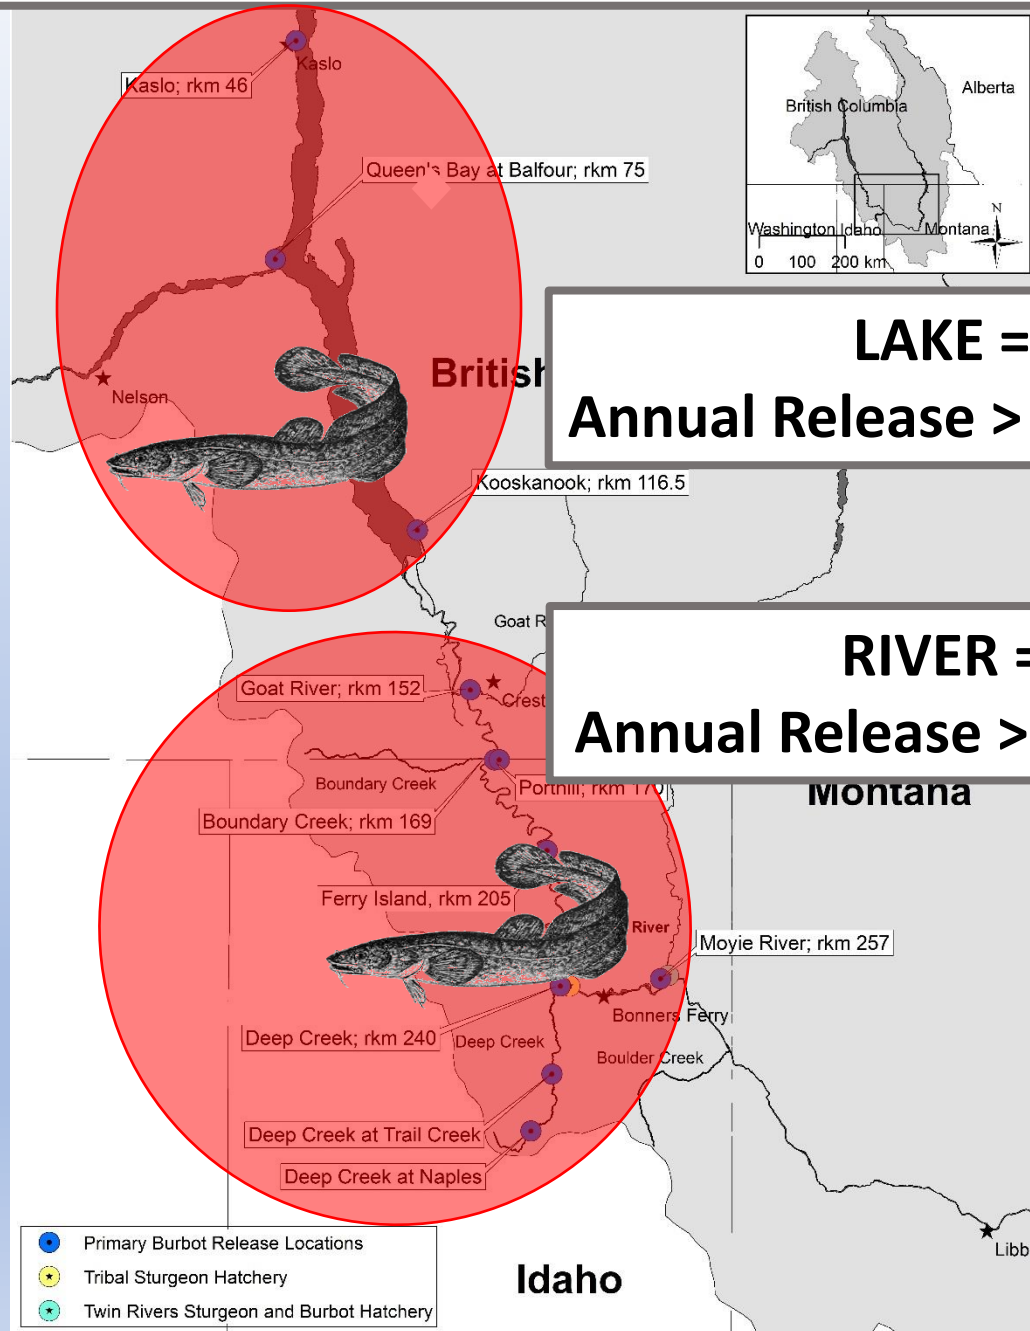 Kaslo
Kaslo; rkm 46
Queen's Bay at Balfour; rkm 75
British Columbia
Alberta
Washington
Idaho
Montana
N
0 100 200 km
LAKE =
Annual Release >
British
Nelson
Kooskanook; rkm 116.5
Goat R
RIVER =
Annual Release >
Goat River; rkm 152
Crest
Boundary Creek
Porthill; rkm 170
Montana
Boundary Creek; rkm 169
Ferry Island, rkm 205
River
Moyie River; rkm 257
Bonners Ferry
Deep Creek; rkm 240
Deep Creek
Boulder Creek
Deep Creek at Trail Creek
Deep Creek at Naples
Primary Burbot Release Locations
Tribal Sturgeon Hatchery
Twin Rivers Sturgeon and Burbot Hatchery
Idaho
Libb